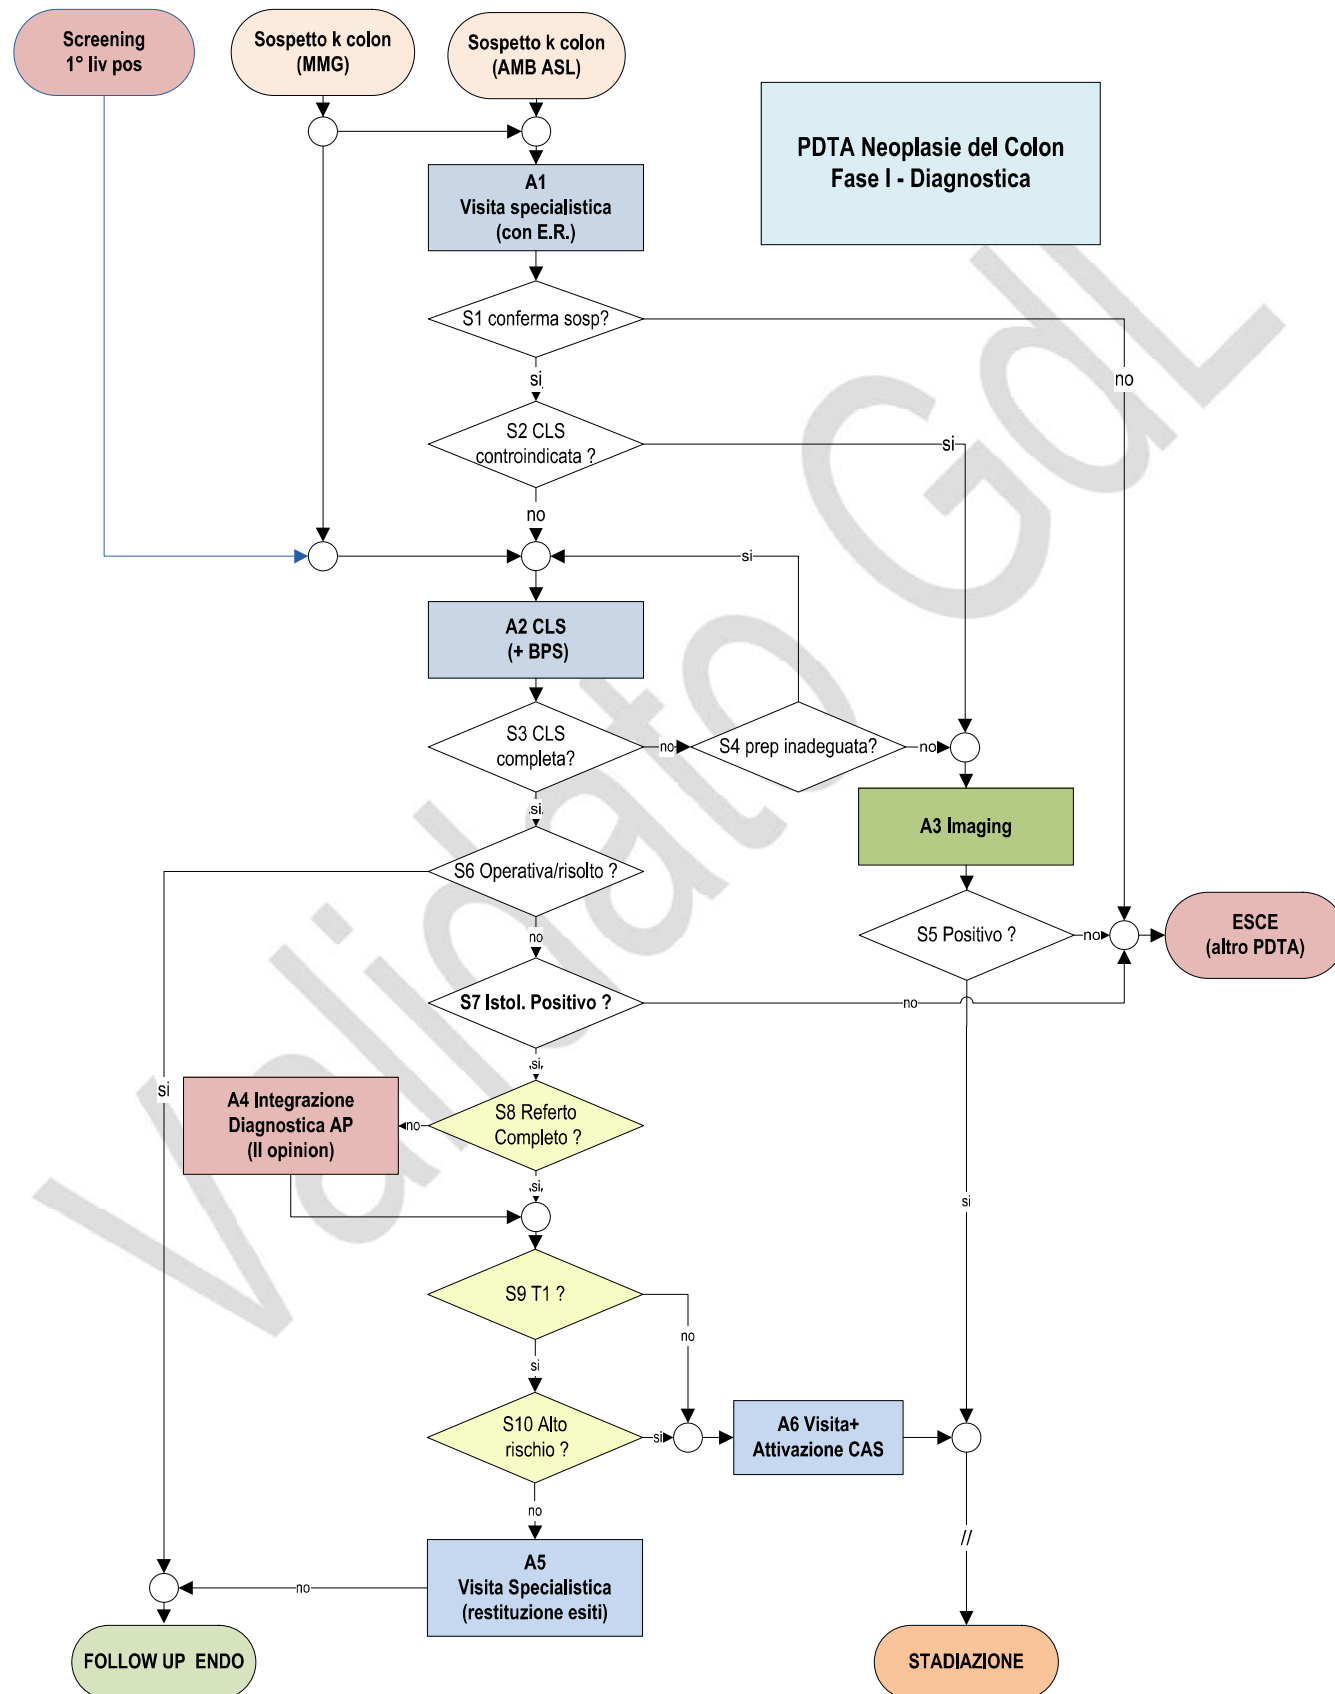 Screening
1° liv pos
Sospetto k colon
(MMG)
Sospetto k colon
(AMB ASL)
PDTA Neoplasie del Colon
Fase I - Diagnostica
A1
Visita specialistica
(con E.R.)
S1 conferma sosp?
no
si
S2 CLS
controindicata ?
si
no
si
A2 CLS
(+ BPS)
S3 CLS
completa?
no
S4 prep inadeguata?
no
si
A3 Imaging
S6 Operativa/risolto ?
si
no
S5 Positivo ?
no
ESCE
(altro PDTA)
S7 Istol. Positivo ?
no
si
si
A4 Integrazione
Diagnostica AP
(II opinion)
no
S8 Referto
Completo ?
si
S9 T1 ?
no
si
S10 Alto
rischio ?
si
A6 Visita+
Attivazione CAS
no
//
A5
Visita Specialistica
(restituzione esiti)
no
FOLLOW UP ENDO
STADIAZIONE
Validato GdL